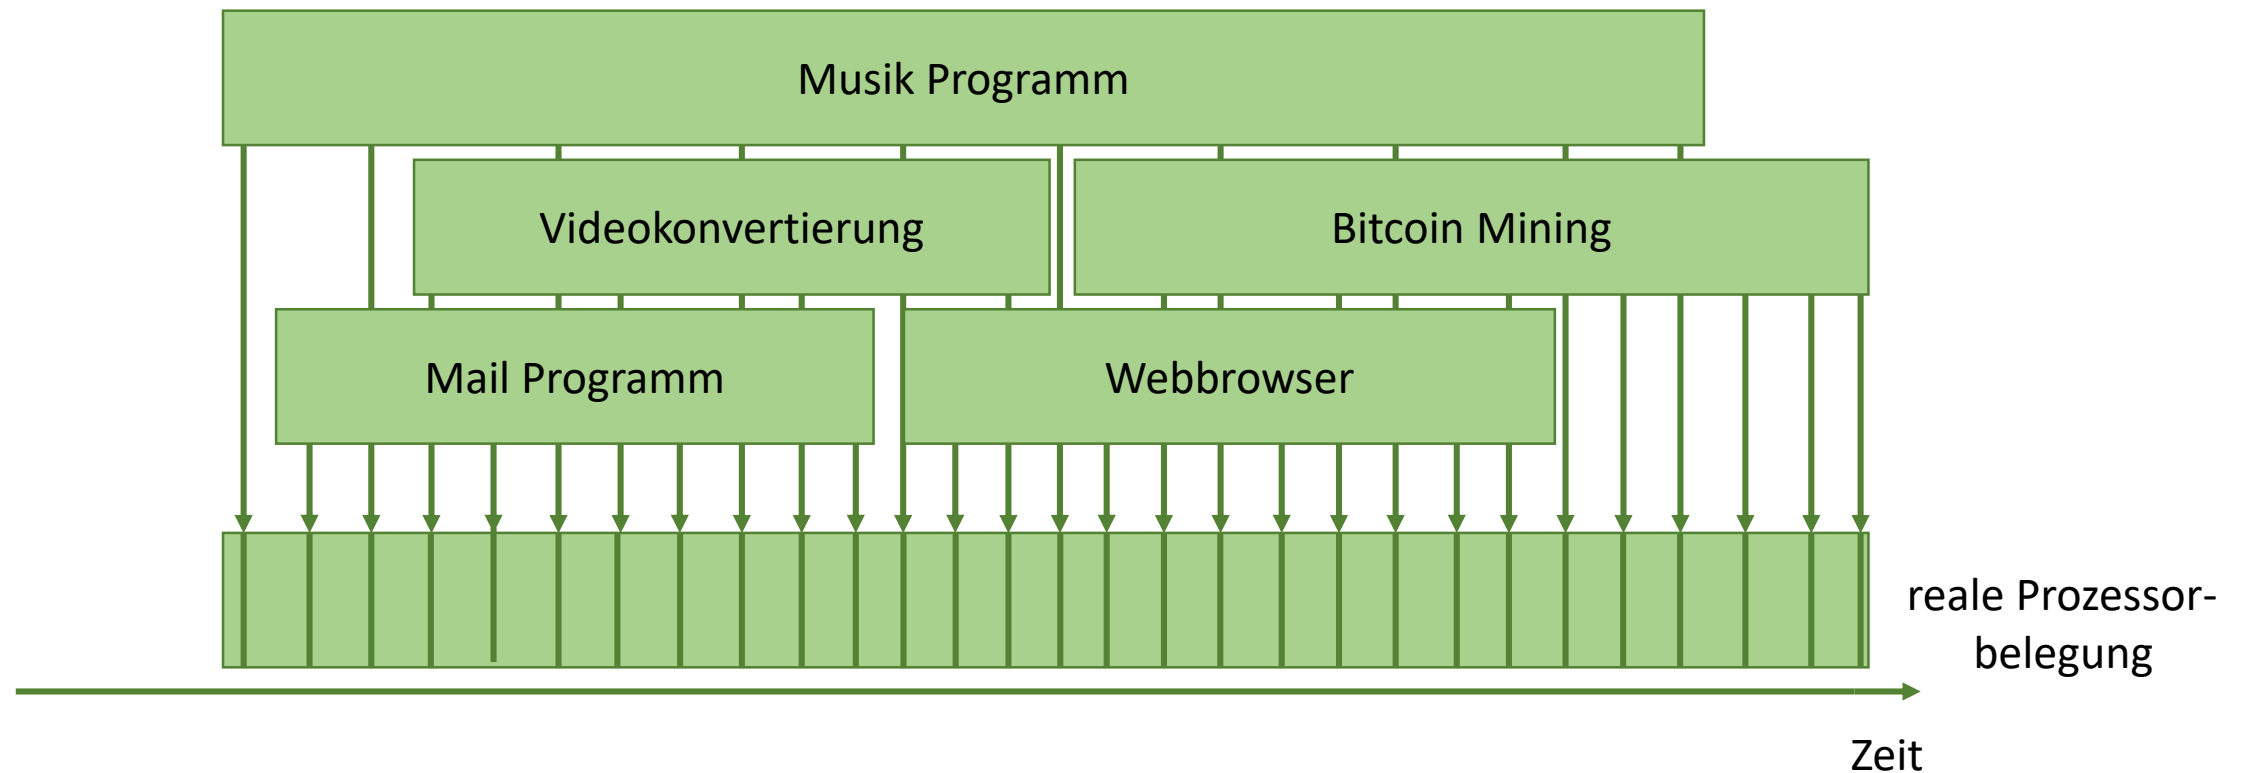 Musik Programm
Videokonvertierung
Bitcoin Mining
Mail Programm
Webbrowser
reale Prozessor-
belegung
Zeit